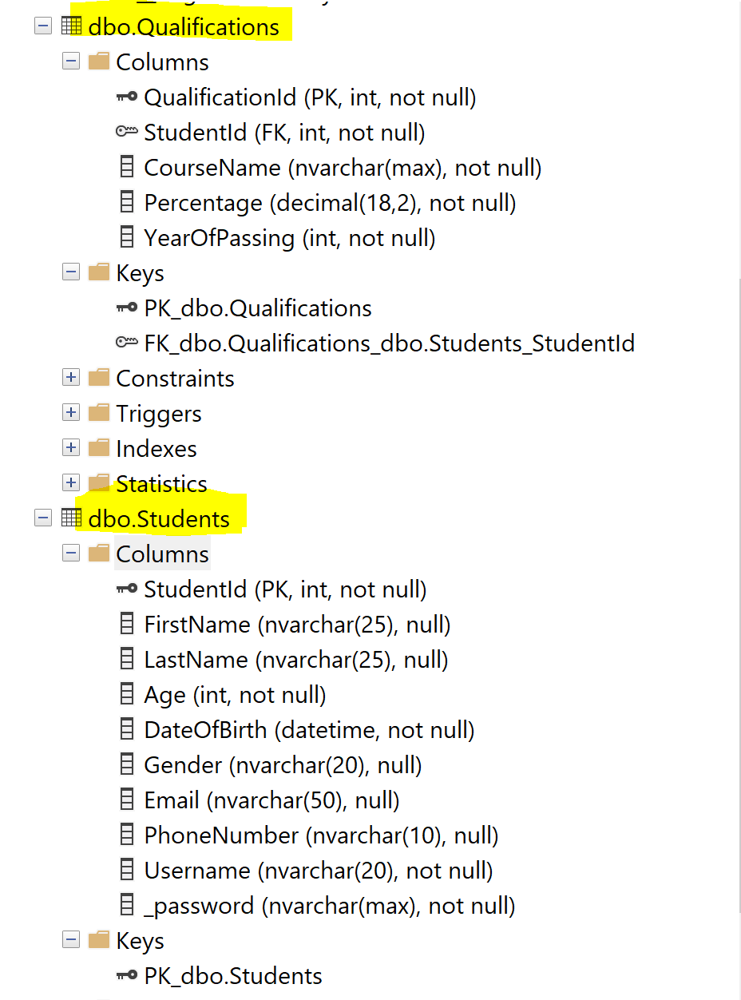 dbo.Qualifications
Columns
QualificationId (PK, int, not null)
StudentId (FK, int, not null)
CourseName (nvarchar(max), not null)
Percentage (decimal(18,2), not null)
YearOfPassing (int, not null)
Keys
PK_dbo.Qualifications
FK_dbo.Qualifications_dbo.Students_StudentId
Constraints
Triggers
Indexes
Statistics
dbo.Students
Columns
StudentId (PK, int, not null)
FirstName (nvarchar(25), null)
LastName (nvarchar(25), null)
Age (int, not null)
DateOfBirth (datetime, not null)
Gender (nvarchar(20), null)
Email (nvarchar(50), null)
PhoneNumber (nvarchar(10), null)
Username (nvarchar(20), not null)
_password (nvarchar(max), not null)
Keys
PK_dbo.Students